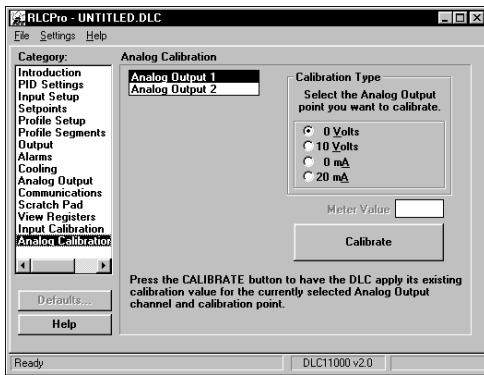 RLCPro - UNTITLED.DLC
File Settings Help
Category:
Introduction
PID Settings
Input Setup
Setpoints
Profile Setup
Profile Segments
Output
Alarms
Cooling
Analog Output
Communications
Scratch Pad
View Registers
Input Calibration
Analog Calibration
Defaults...
Help
Analog Calibration
Analog Output 1
Analog Output 2
Calibration Type
Select the Analog Output
point you want to calibrate.
0 Volts
10 Volts
0 mA
20 mA
Meter Value
Calibrate
Press the CALIBRATE button to have the DLC apply its existing
calibration value for the currently selected Analog Output
channel and calibration point.
Ready
DLC11000 v2.0